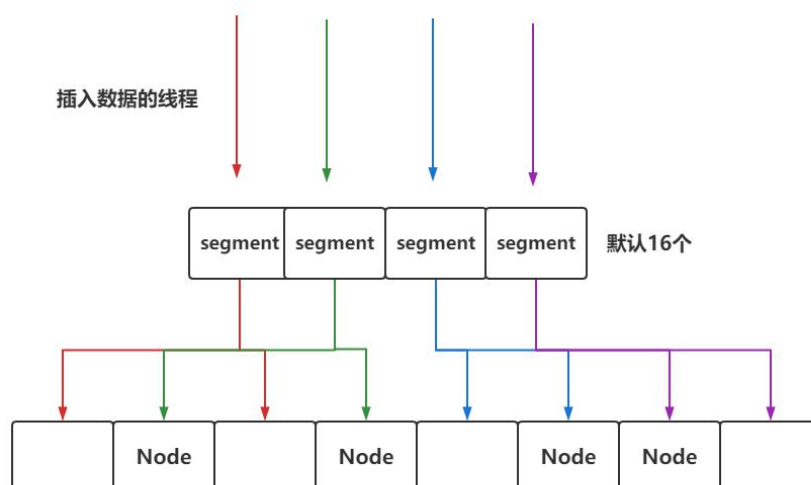 插入数据的线程
segment segment segment segment 默认16个
Node Node Node Node